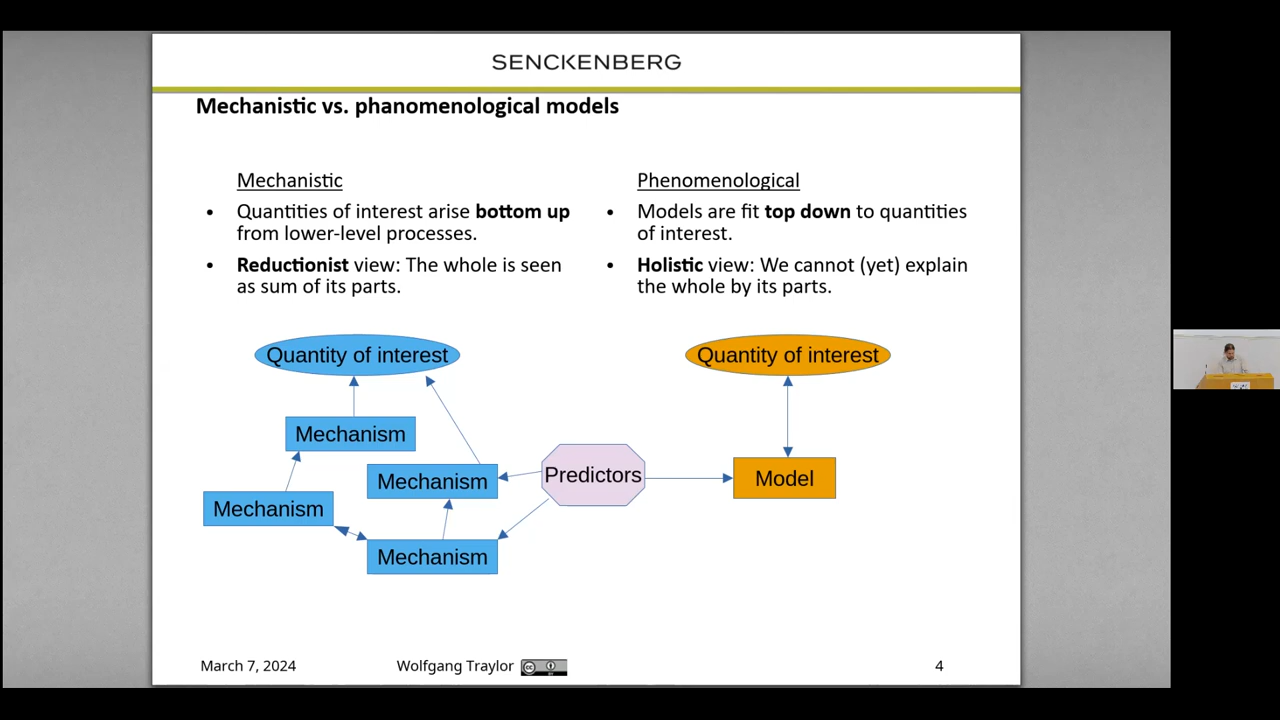 SENCKENBERG
Mechanistic vs. phanomenological models
Mechanistic
• Quantities of interest arise bottom up
from lower-level processes.
• Reductionist view: The whole is seen
as sum of its parts.
Phenomenological
• Models are fit top down to quantities
of interest.
• Holistic view: We cannot (yet) explain
the whole by its parts.
Quantity of interest
Mechanism
Mechanism
Mechanism
Mechanism
Predictors
Quantity of interest
Model
March 7, 2024
Wolfgang Traylor
cc
BY
4